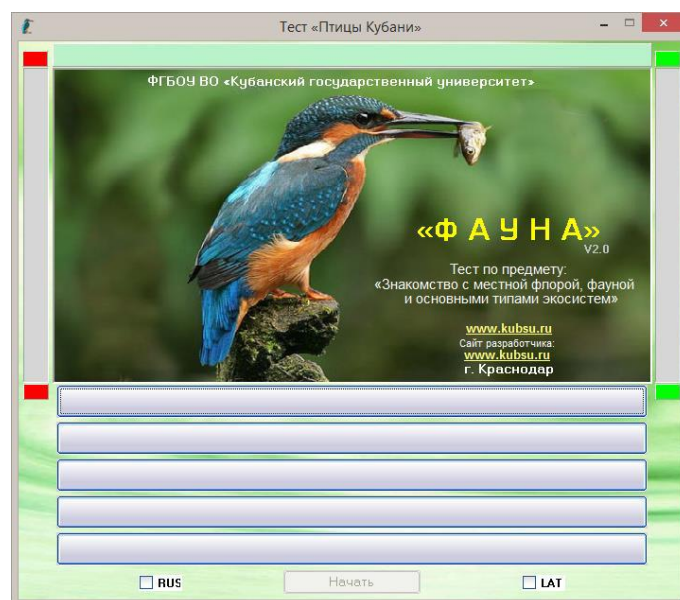 Тест «Птицы Кубани»
ФГБОУ ВО «Кубанский государственный университет»
«Ф А У Н А»
V2.0
Тест по предмету:
«Знакомство с местной флорой, фауной
и основными типами экосистем»
www.kubsu.ru
Сайт разработчика:
www.kubsu.ru
г. Краснодар
RUS
Начать
LAT